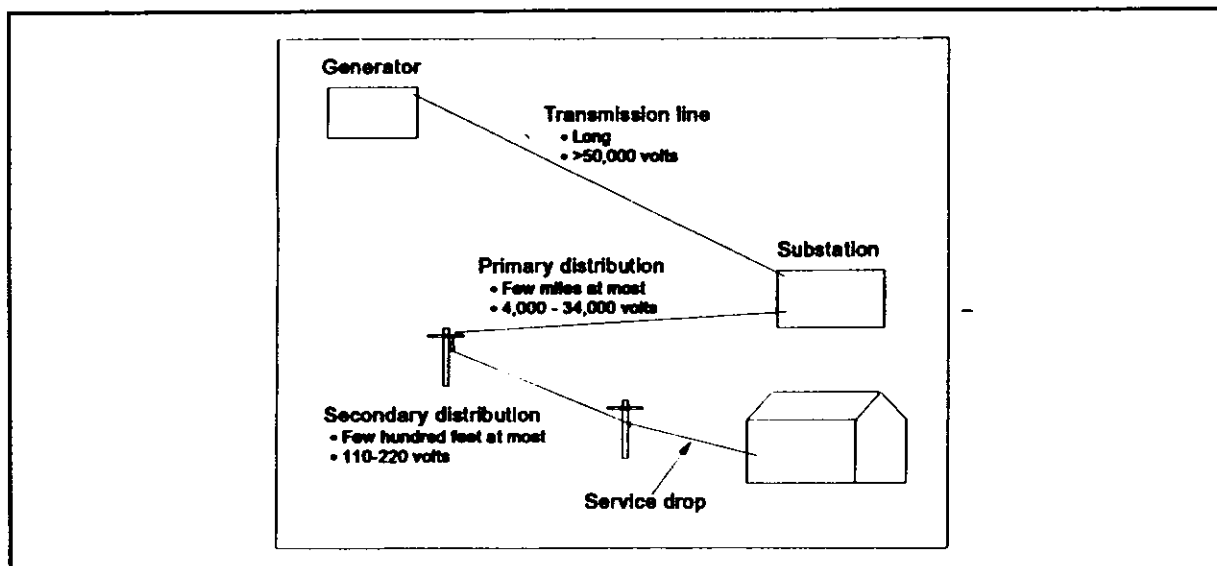 Generator
Transmission line
• Long
• >50,000 volts
Substation
Primary distribution
• Few miles at most
• 4,000 - 34,000 volts
Secondary distribution
• Few hundred feet at most
• 110-220 volts
Service drop